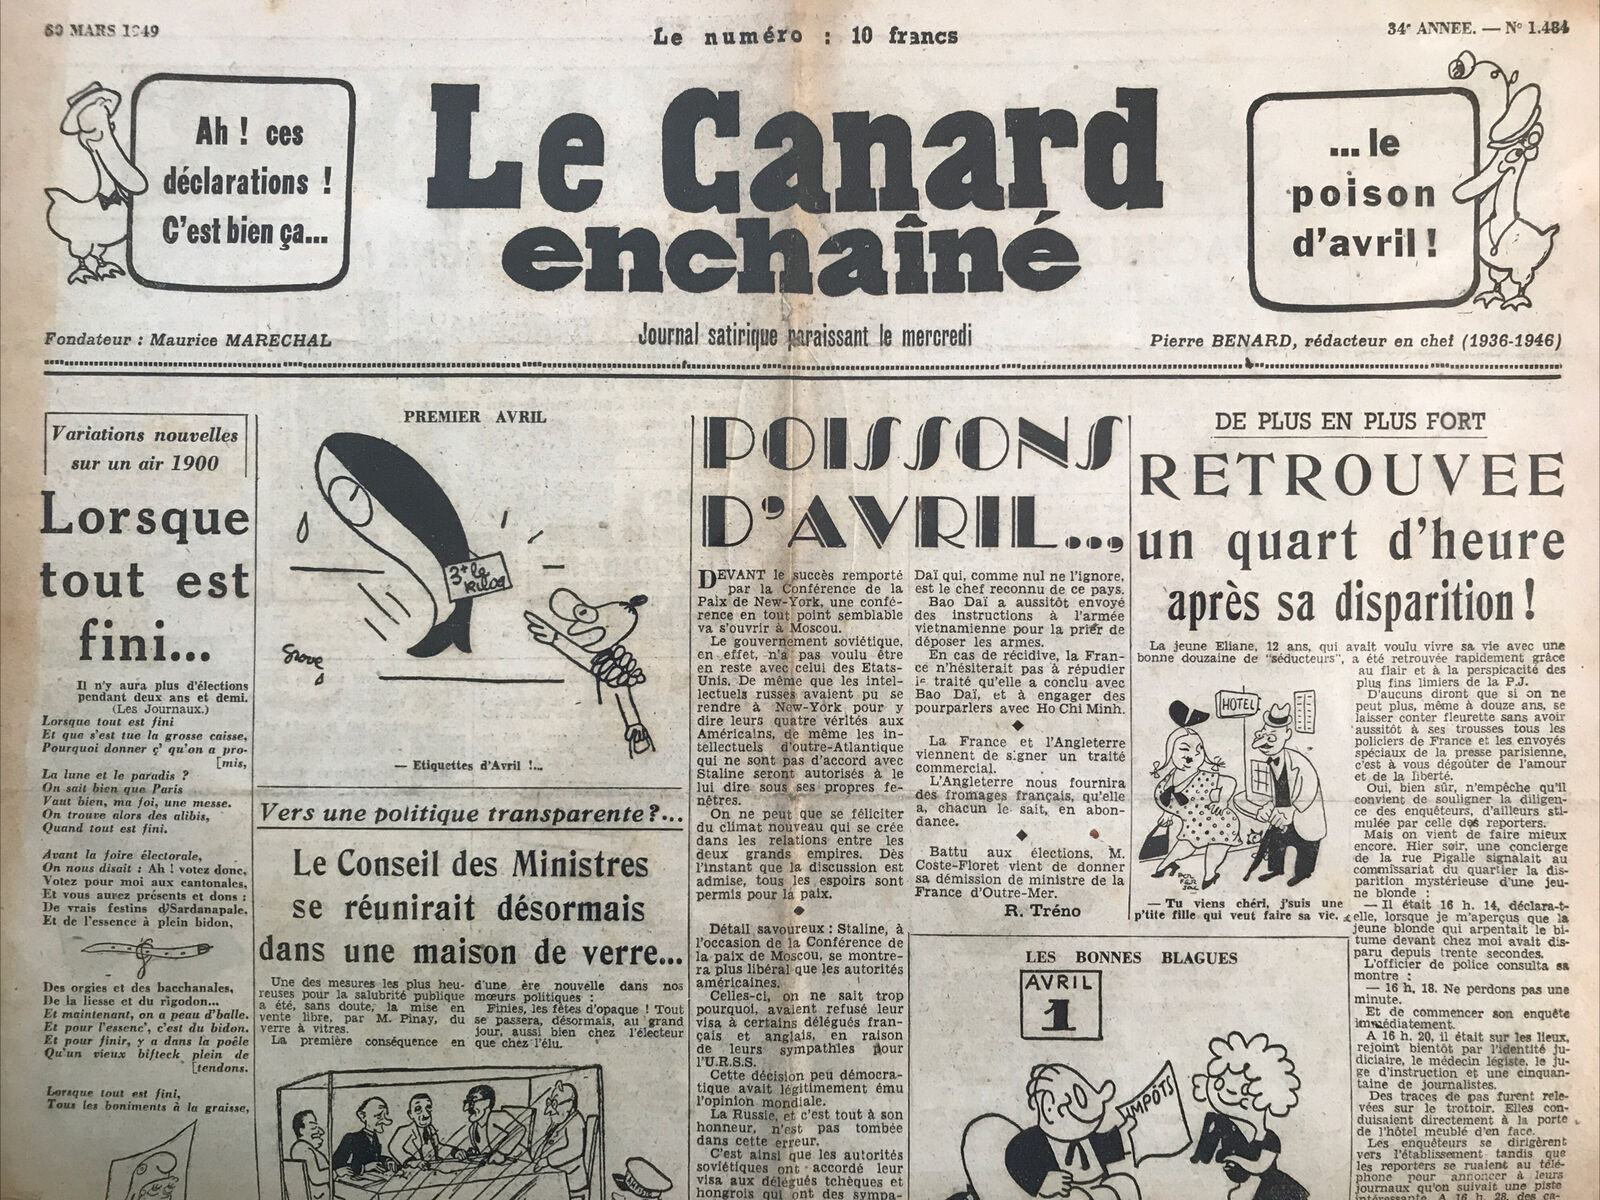 30 MARS 1949
Le numéro : 10 francs
34e ANNEE. — No 1.484
Ah ! ces
déclarations !
C'est bien ça...
Le Canard
enchaîné
... le
poison
d'avril !
Fondateur : Maurice MARECHAL
Journal satirique paraissant le mercredi
Pierre BENARD, rédacteur en chef (1936-1946)
Variations nouvelles
sur un air 1900
Lorsque
tout est
fini...
Il n'y aura plus d'élections
pendant deux ans et demi.
(Les Journaux.)
Lorsque tout est fini
Et que s'est tue la grosse caisse,
Pourquoi donner ç' qu'on a pro-
[mis,
La lune et le paradis ?
On sait bien que Paris
Vaut bien, ma foi, une messe.
On trouve alors des alibis,
Quand tout est fini.
Avant la foire électorale,
On nous disait : Ah ! votez donc,
Votez pour moi aux cantonales,
Et vous aurez présents et dons :
De vrais festins d'Sardanapale,
Et de l'essence à plein bidon,
Des orgies et des bacchanales,
De la liesse et du rigodon...
Et maintenant, on a peau d'balle.
Et pour l'essenc', c'est du bidon.
Et pour finir, y a dans la poêle
Qu'un vieux bifteck plein de
[tendons.
Lorsque tout est fini,
Tous les boniments à la graisse,
PREMIER AVRIL
3+ le
kilog
Grove
— Etiquettes d'Avril !...
Vers une politique transparente ?...
Le Conseil des Ministres
se réunirait désormais
dans une maison de verre...
Une des mesures les plus heu-
reuses pour la salubrité publique
a été, sans doute, la mise en
vente libre, par M. Pinay, du
verre à vitres.
La première conséquence en
d'une ère nouvelle dans nos
mœurs politiques :
Finies, les fêtes d'opaque ! Tout
se passera, désormais, au grand
jour, aussi bien chez l'électeur
que chez l'élu.
POISSONS
D'AVRIL...
DEVANT le succès remporté
par la Conférence de la
Paix de New-York, une confé-
rence en tout point semblable
va s'ouvrir à Moscou.
Le gouvernement soviétique,
en effet, n'a pas voulu être
en reste avec celui des Etats-
Unis. De même que les intel-
lectuels russes avaient pu se
rendre à New-York pour y
dire leurs quatre vérités aux
Américains, de même les in-
tellectuels d'outre-Atlantique
qui ne sont pas d'accord avec
Staline seront autorisés à le
lui dire sous ses propres fe-
nêtres.
On ne peut que se féliciter
du climat nouveau qui se crée
dans les relations entre les
deux grands empires. Dès
l'instant que la discussion est
admise, tous les espoirs sont
permis pour la paix.
Détail savoureux : Staline, à
l'occasion de la Conférence de
la paix de Moscou, se montre-
ra plus libéral que les autorités
américaines.
Celles-ci, on ne sait trop
pourquoi, avaient refusé leur
visa à certains délégués fran-
çais et anglais, en raison
de leurs sympathies pour
l'U.R.S.S.
Cette décision peu démocra-
tique avait légitimement ému
l'opinion mondiale.
La Russie, et c'est tout à son
honneur, n'est pas tombée
dans cette erreur.
C'est ainsi que les autorités
soviétiques ont accordé leur
visa aux délégués tchèques et
hongrois qui ont des sympa-
Daï qui, comme nul ne l'ignore,
est le chef reconnu de ce pays.
Bao Daï a aussitôt envoyé
des instructions à l'armée
vietnamienne pour la prier de
déposer les armes.
En cas de récidive, la Fran-
ce n'hésiterait pas à répudier
le traité qu'elle a conclu avec
Bao Daï, et à engager des
pourparlers avec Ho Chi Minh.
La France et l'Angleterre
viennent de signer un traité
commercial.
L'Angleterre nous fournira
des fromages français, qu'elle
a, chacun le sait, en abon-
dance.
Battu aux élections, M.
Coste-Floret vient de donner
sa démission de ministre de la
France d'Outre-Mer.
R. Tréno
LES BONNES BLAGUES
AVRIL
1
IMPÔTS
DE PLUS EN PLUS FORT
RETROUVEE
un quart d'heure
après sa disparition !
La jeune Eliane, 12 ans, qui avait voulu vivre sa vie avec une
bonne douzaine de "séducteurs", a été retrouvée rapidement grâce
au flair et à la perspicacité des
plus fins limiers de la P.J.
D'aucuns diront que si on ne
peut plus, même à douze ans, se
laisser conter fleurette sans avoir
aussitôt à ses trousses tous les
policiers de France et les envoyés
spéciaux de la presse parisienne,
c'est à vous dégoûter de l'amour
et de la liberté.
Oui, bien sûr, n'empêche qu'il
convient de souligner la diligen-
ce des enquêteurs, d'ailleurs sti-
mulée par celle des reporters.
Mais on vient de faire mieux
encore. Hier soir, une concierge
de la rue Pigalle signalait au
commissariat du quartier la dis-
parition mystérieuse d'une jeu-
ne blonde :
HOTEL
— Tu viens chéri, j'suis une
p'tite fille qui veut faire sa vie.
— Il était 16 h. 14, déclara-t-
elle, lorsque je m'aperçus que la
jeune blonde qui arpentait le bi-
tume devant chez moi avait dis-
paru depuis trente secondes.
L'officier de police consulta sa
montre :
— 16 h. 18. Ne perdons pas une
minute.
Et de commencer son enquête
immédiatement.
A 16 h. 20, il était sur les lieux,
rejoint bientôt par l'identité ju-
diciaire, le médecin légiste, le ju-
ge d'instruction et une cinquan-
taine de journalistes.
Des traces de pas furent rele-
vées sur le trottoir. Elles con-
duisaient directement à la porte
de l'hôtel meublé d'en face.
Les enquêteurs se dirigèrent
vers l'établissement tandis que
les reporters se ruaient au télé-
phone pour annoncer à leurs
journaux qu'on suivait une piste